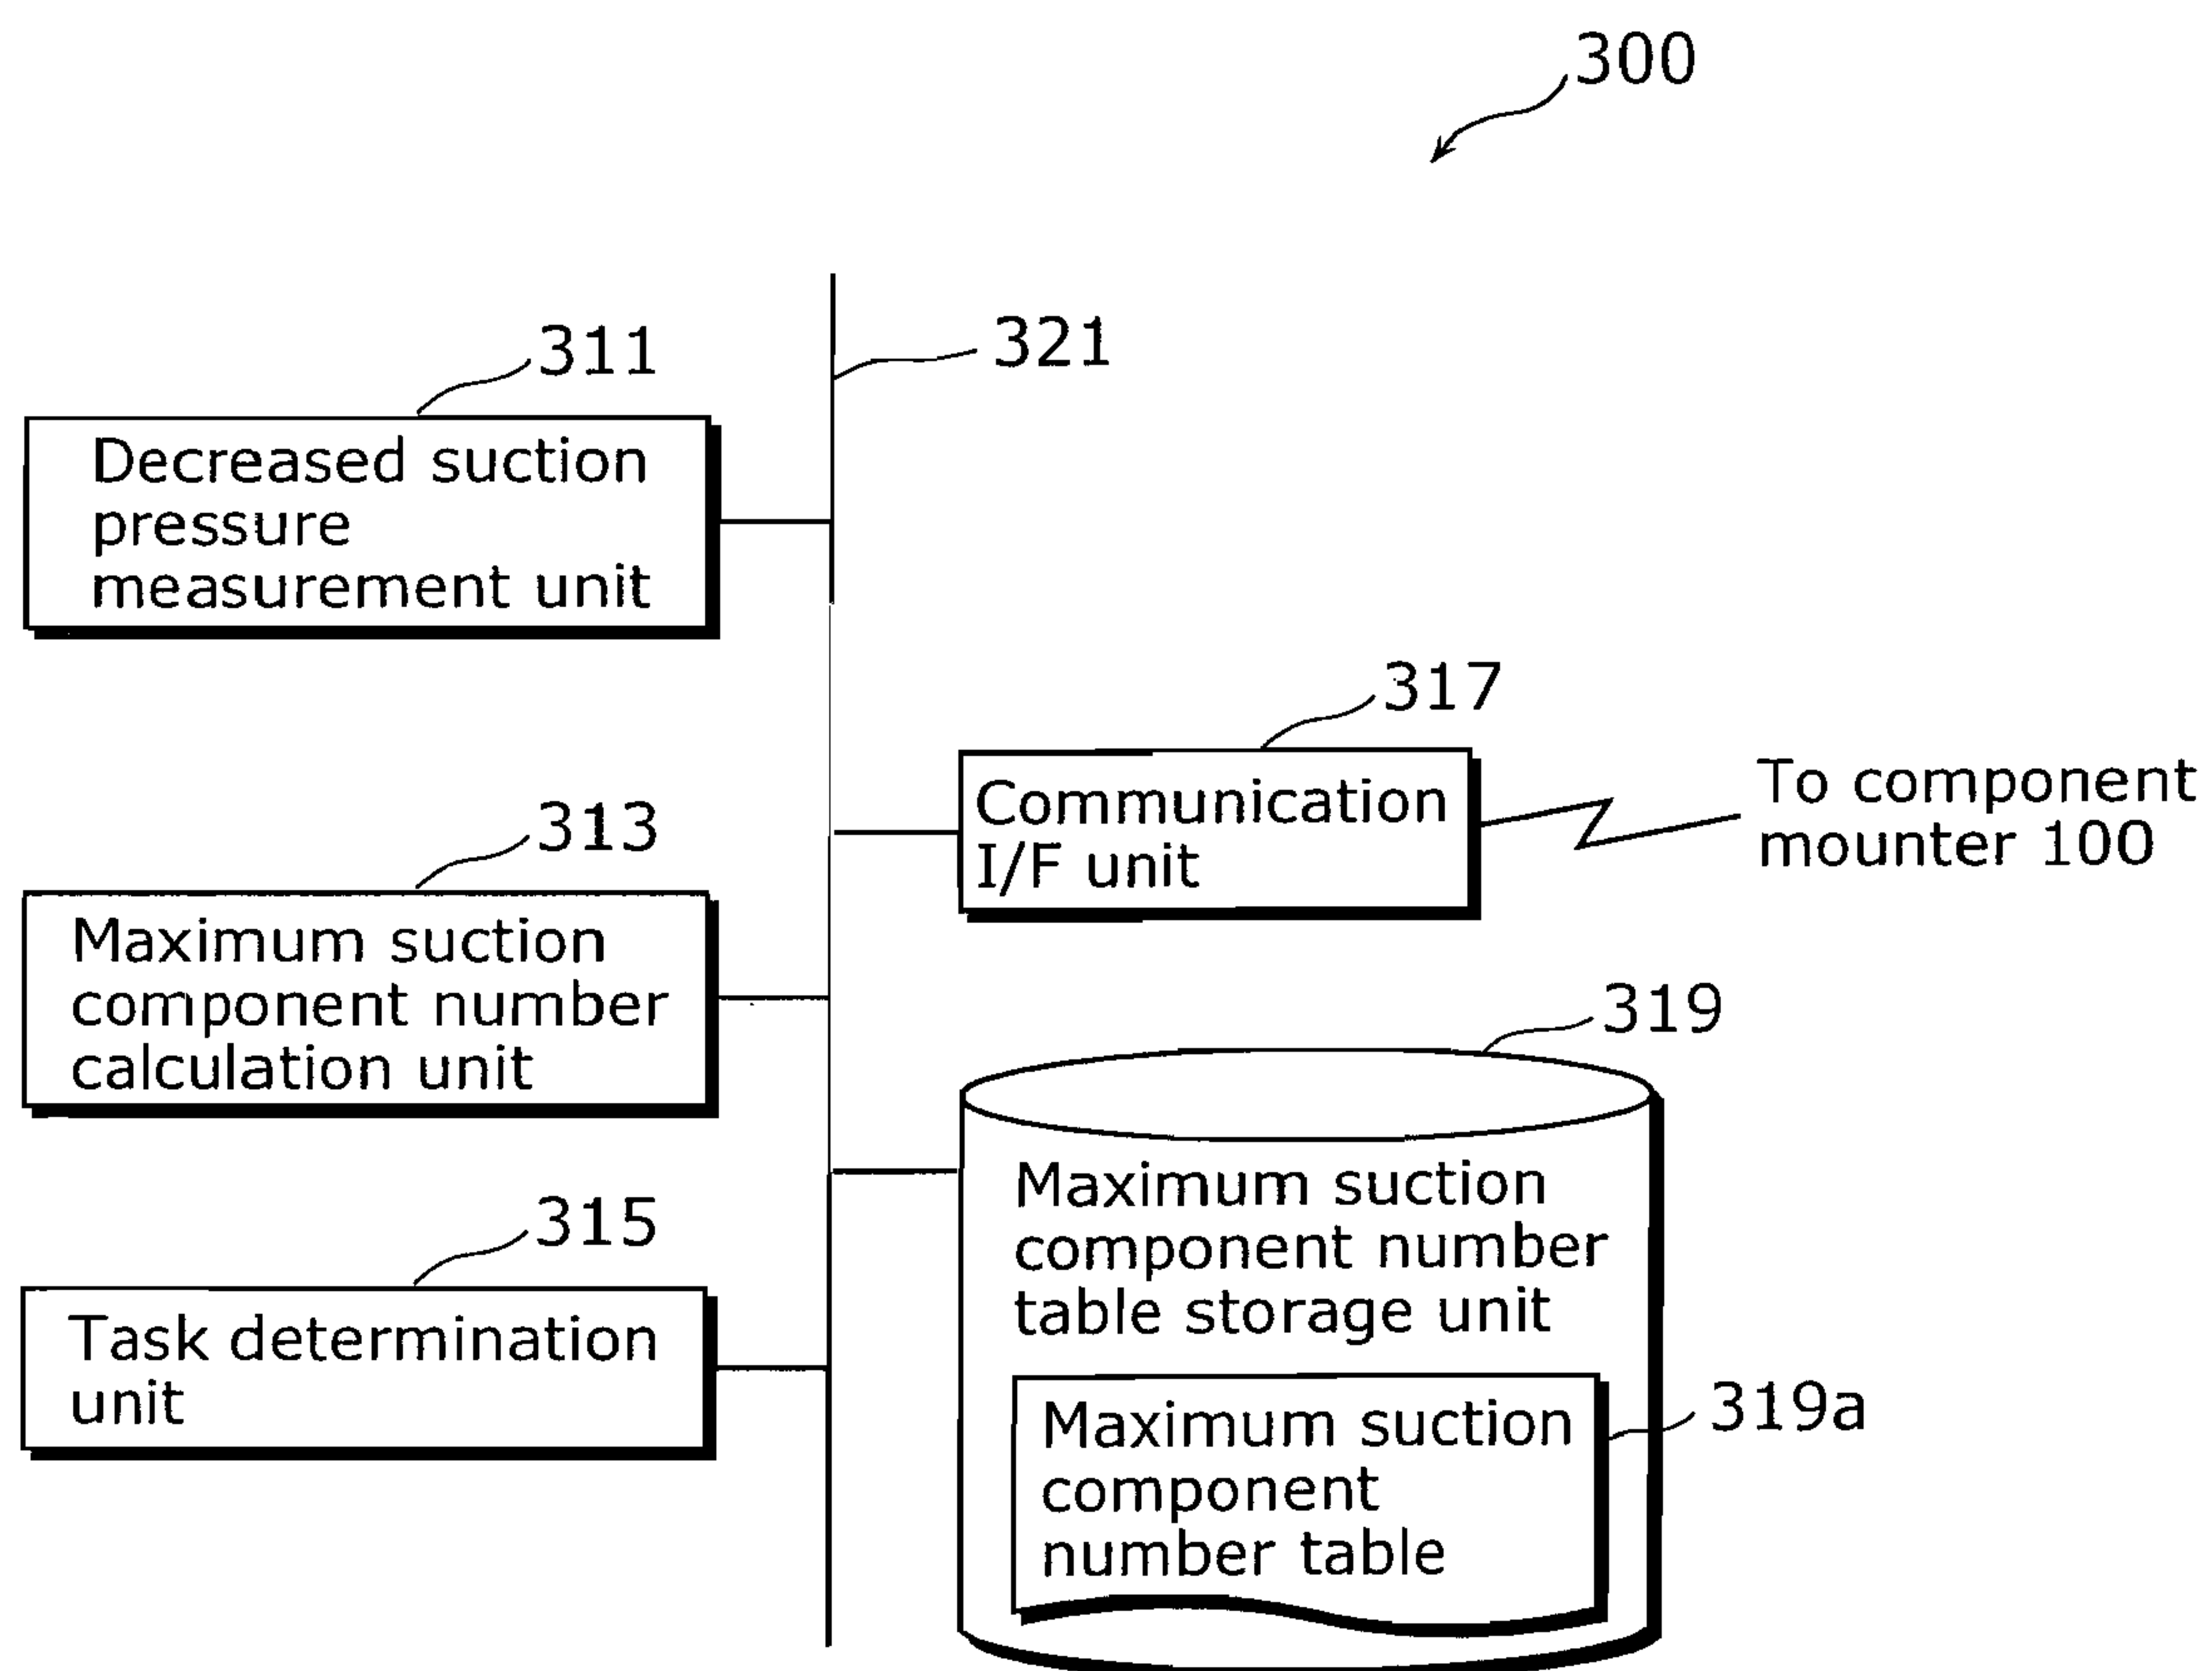 300
321
311
Decreased suction
pressure
measurement unit
317
Communication
I/F unit
To component
mounter 100
313
Maximum suction
component number
calculation unit
319
Maximum suction
component number
table storage unit
315
Task determination
unit
319a
Maximum suction
component
number table